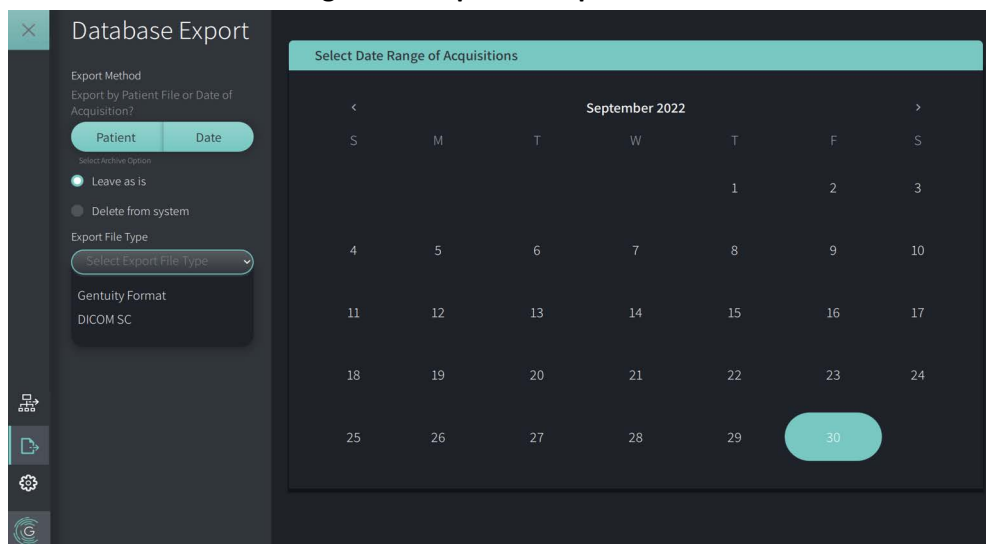 Database Export
Export Method
Export by Patient File or Date of
Acquisition?
Patient Date
Select Archive Option
Leave as is
Delete from system
Export File Type
Select Export File Type
Gentuity Format
DICOM SC
Select Date Range of Acquisitions
< September 2022 >
S M T W T F S
1 2 3
4 5 6 7 8 9 10
11 12 13 14 15 16 17
18 19 20 21 22 23 24
25 26 27 28 29 30
G